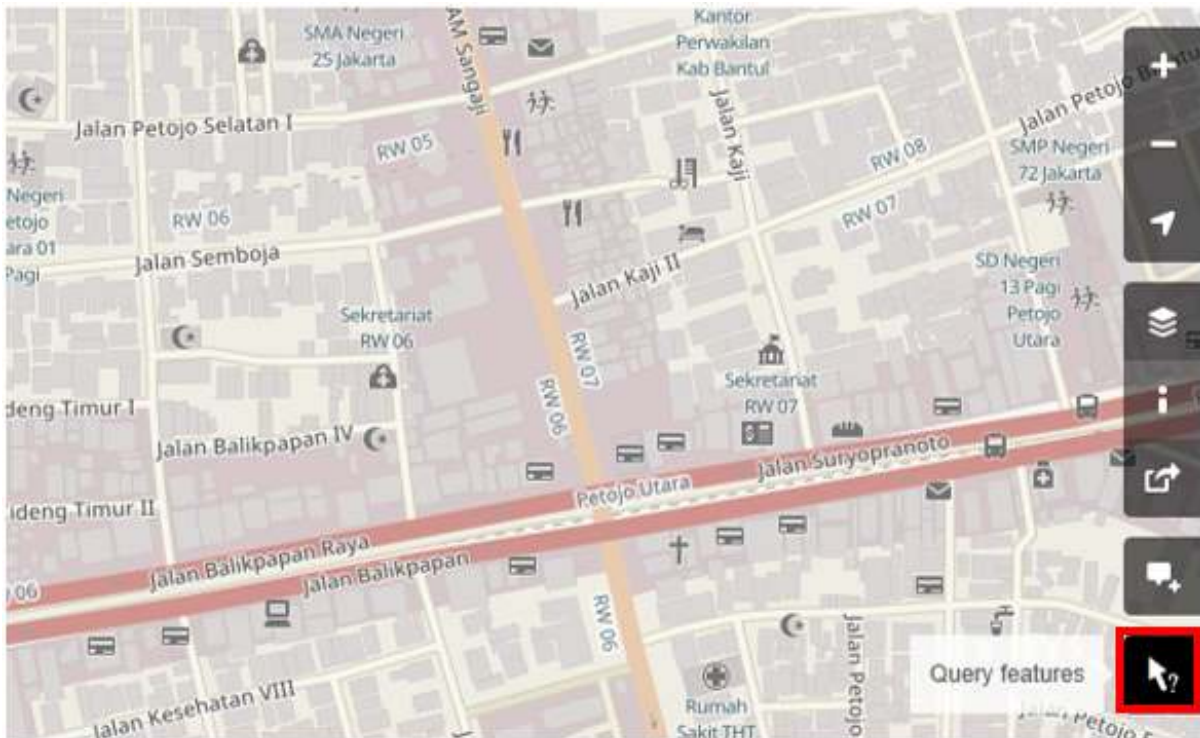 AM Sangaji
SMA Negeri
25 Jakarta
Kantor
Perwakilan
Kab Bantul
Jalan Petojo Selatan I
RW 05
Jalan Kaji
RW 08
SMP Negeri
72 Jakarta
Negeri
etojo
ara 01
Pagi
RW 06
RW 07
Jalan Semboja
Jalan Kaji II
SD Negeri
13 Pagi
Petojo
Utara
Sekretariat
RW 06
RW 07
RW 06
Sekretariat
RW 07
deng Timur I
Jalan Balikpapan IV
Jalan Suryopranoto
Petojo Utara
ideng Timur II
Jalan Balikpapan Raya
Jalan Balikpapan
06
RW 06
Jalan Petojo
Query features
Jalan Kesehatan VIII
Rumah
Sakit THT